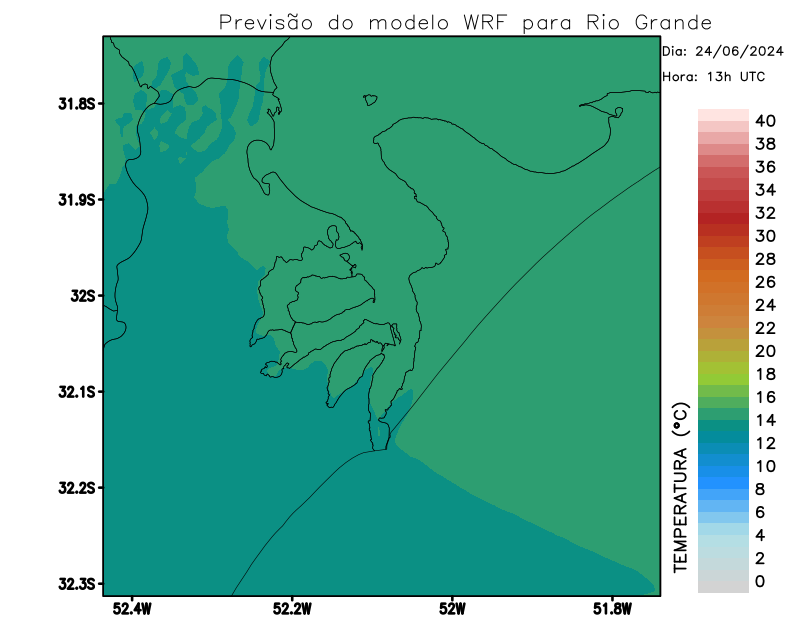 Previsão do modelo WRF para Rio Grande
Dia: 24/06/2024
Hora: 13h UTC
31.8S
31.9S
32S
32.1S
32.2S
32.3S
52.4W
52.2W
52W
51.8W
TEMPERATURA (°C)
40
38
36
34
32
30
28
26
24
22
20
18
16
14
12
10
8
6
4
2
0